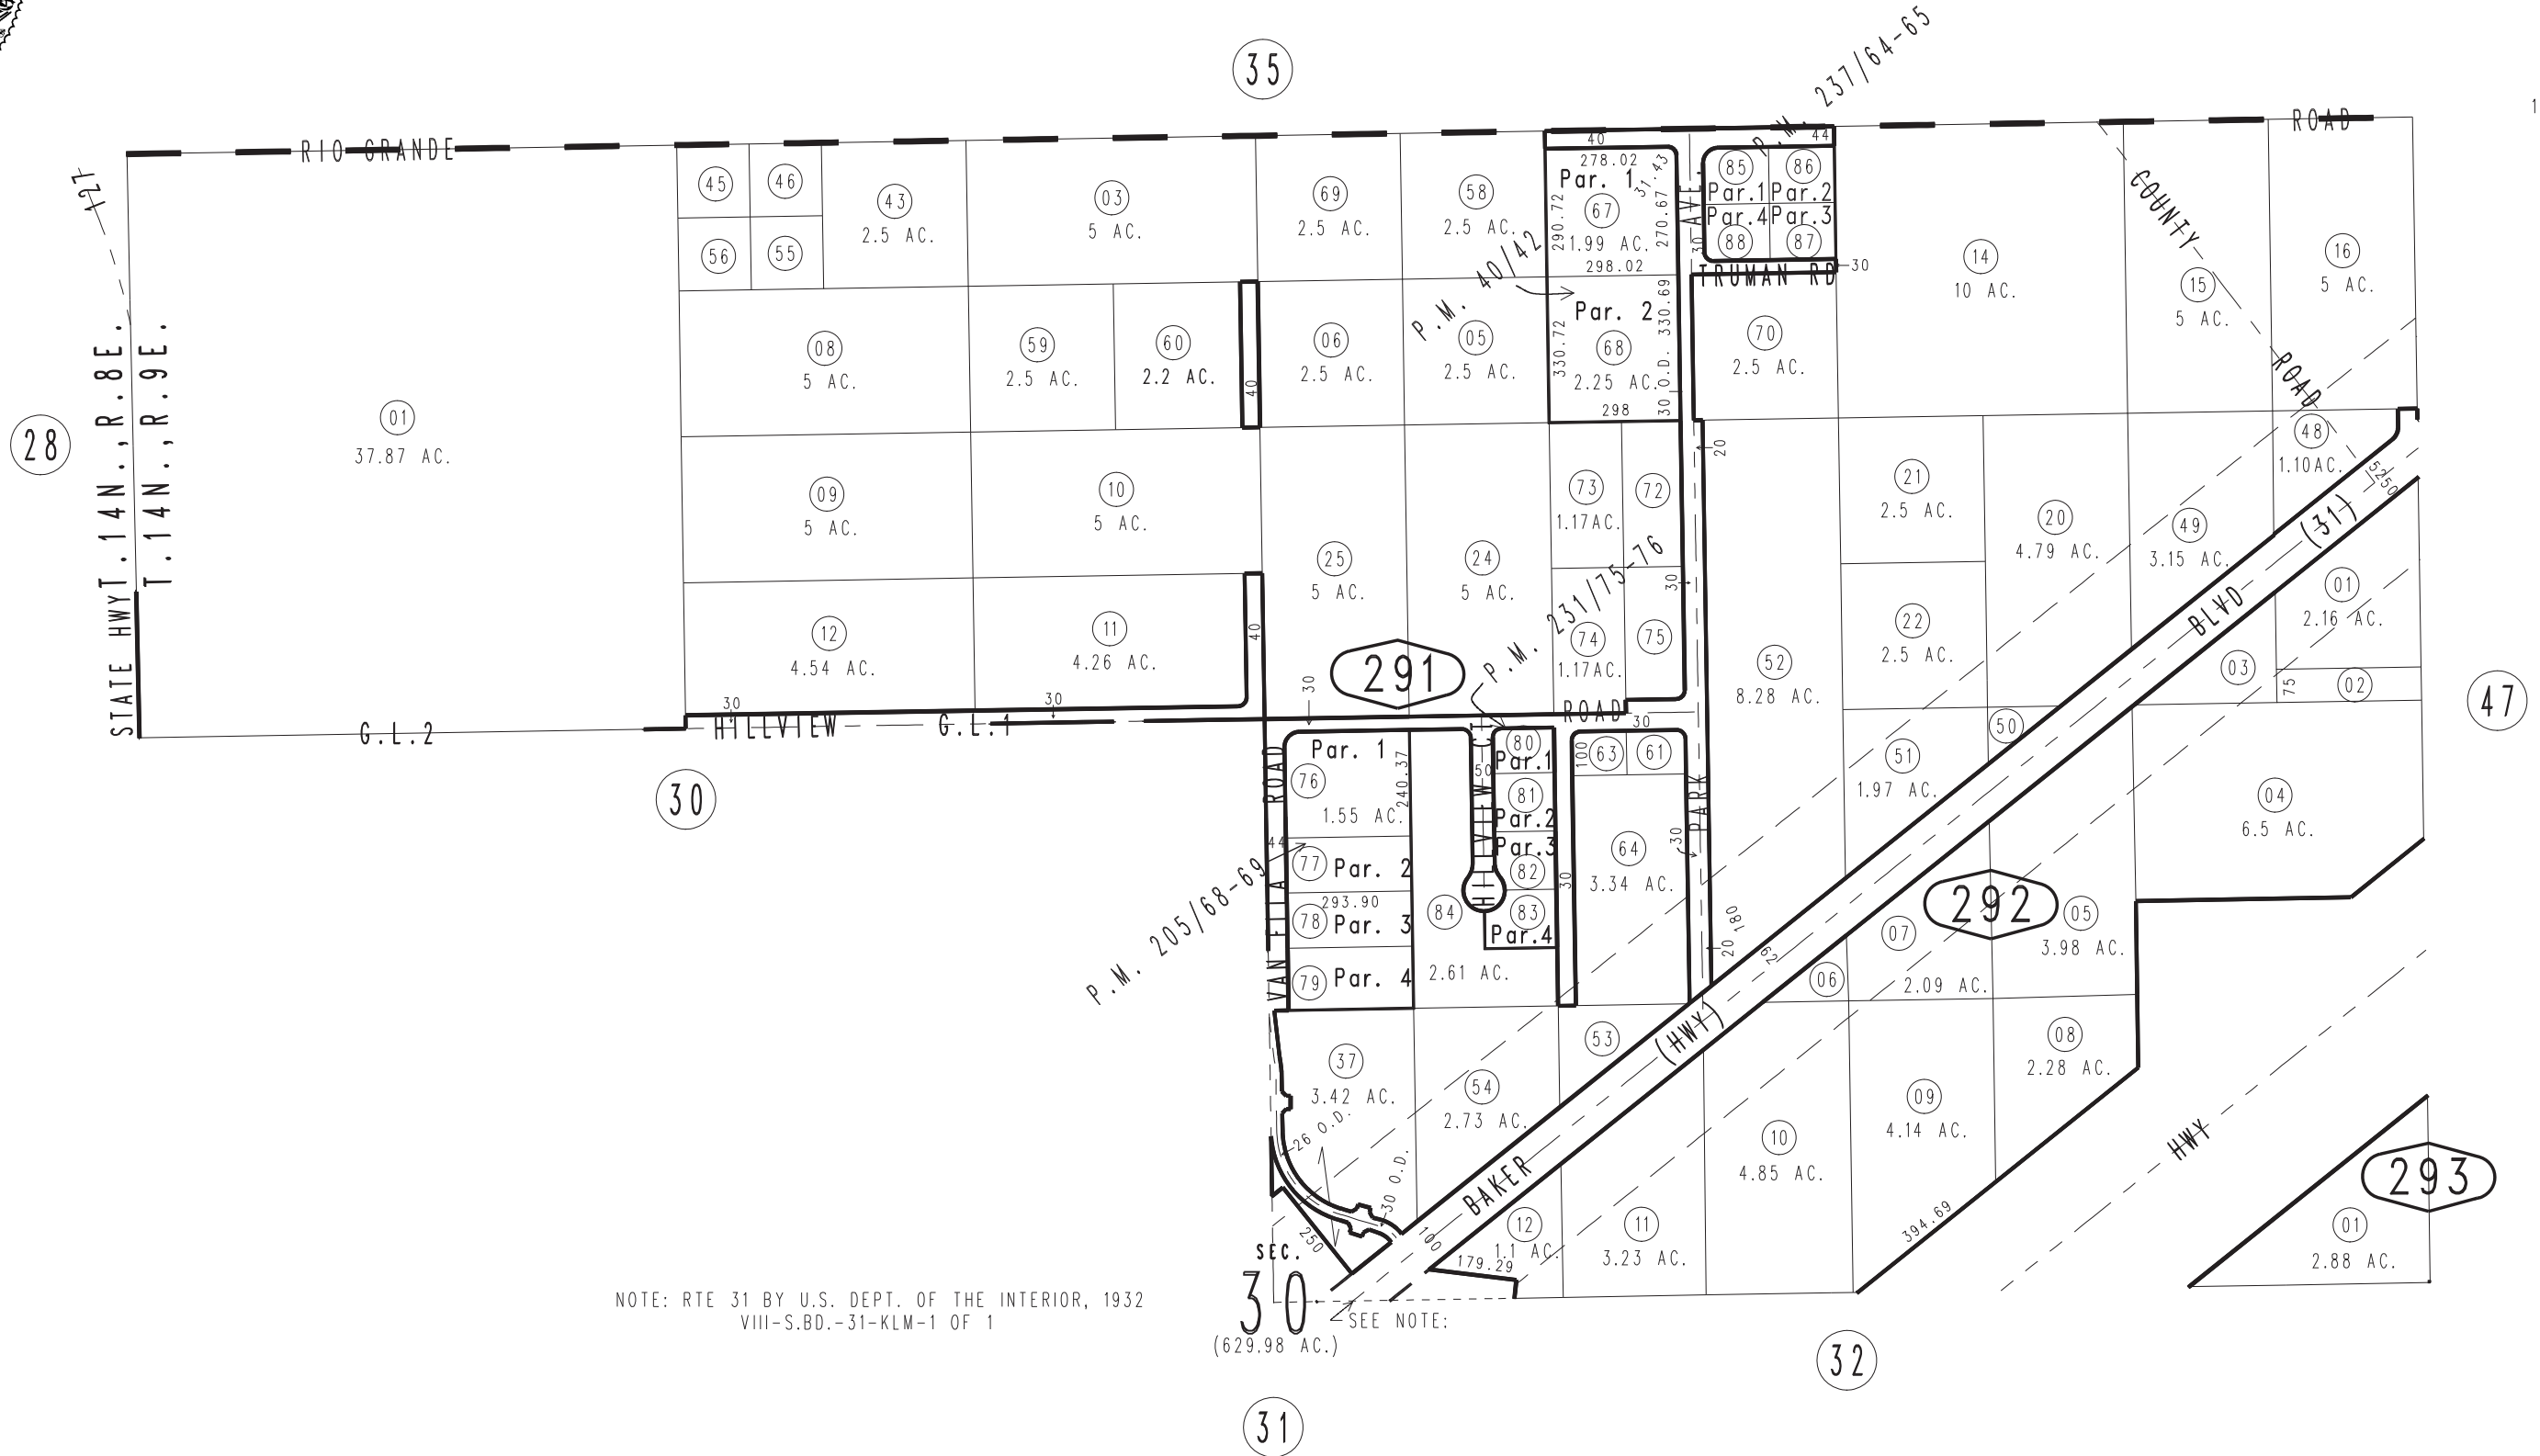 35
237/64-65
P.M.
1
RIO GRANDE
ROAD
127
28
STATE HWY
T.14N.,R.8E.
T.14N.,R.9E.
01
37.87 AC.
45
46
56
55
43
2.5 AC.
03
5 AC.
69
2.5 AC.
58
2.5 AC.
40
278.02
31.43
Par. 1
67
290.72
270.67
1.99 AC.
298.02
P.M. 40/42
Par. 2
68
330.72
330.69
2.25 AC.
298
30 O.D.
AVE.
30
44
85
86
Par.1
Par.2
Par.4
Par.3
88
87
TRUMAN RD
30
COUNTY
ROAD
14
10 AC.
15
5 AC.
16
5 AC.
08
5 AC.
59
2.5 AC.
60
2.2 AC.
40
06
2.5 AC.
05
2.5 AC.
70
2.5 AC.
20
48
1.10AC.
52
50
09
5 AC.
10
5 AC.
25
5 AC.
24
5 AC.
73
1.17AC.
72
21
2.5 AC.
20
4.79 AC.
49
3.15 AC.
(31)
BLVD
01
2.16 AC.
12
4.54 AC.
11
4.26 AC.
40
291
P.M. 231/75-76
30
74
1.17AC.
75
52
8.28 AC.
22
2.5 AC.
03
75
02
47
30
30
30
HILLVIEW
ROAD
30
G.L.2
G.L.1
30
VAN ETTA ROAD
44
76
Par. 1
1.55 AC.
240.37
77
Par. 2
293.90
78
Par. 3
79
Par. 4
P.M. 205/68-69
50
80
Par.1
81
Par.2
Par.3
82
83
Par.4
84
2.61 AC.
100
63
61
64
3.34 AC.
30
PARK
30
180
20
62
51
1.97 AC.
50
04
6.5 AC.
292
05
3.98 AC.
07
2.09 AC.
06
37
3.42 AC.
26 O.D.
30 O.D.
54
2.73 AC.
53
(HWY)
BAKER
08
2.28 AC.
09
4.14 AC.
10
4.85 AC.
11
3.23 AC.
12
1.1 AC.
179.29
100
250
394.69
HWY
293
01
2.88 AC.
SEC.
30
(629.98 AC.)
SEE NOTE:
NOTE: RTE 31 BY U.S. DEPT. OF THE INTERIOR, 1932
VIII-S.BD.-31-KLM-1 OF 1
32
31